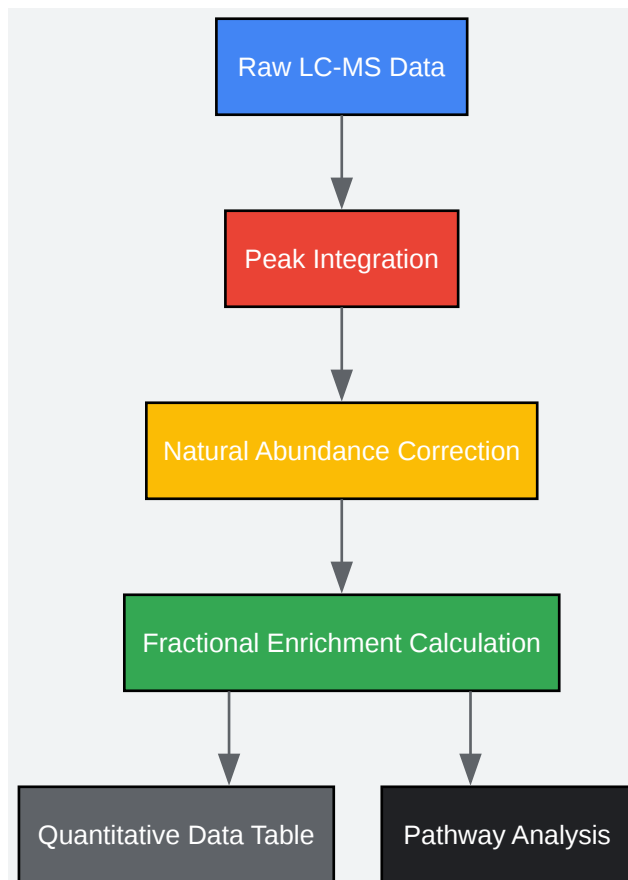 Raw LC-MS Data
Peak Integration
Natural Abundance Correction
Fractional Enrichment Calculation
Quantitative Data Table
Pathway Analysis